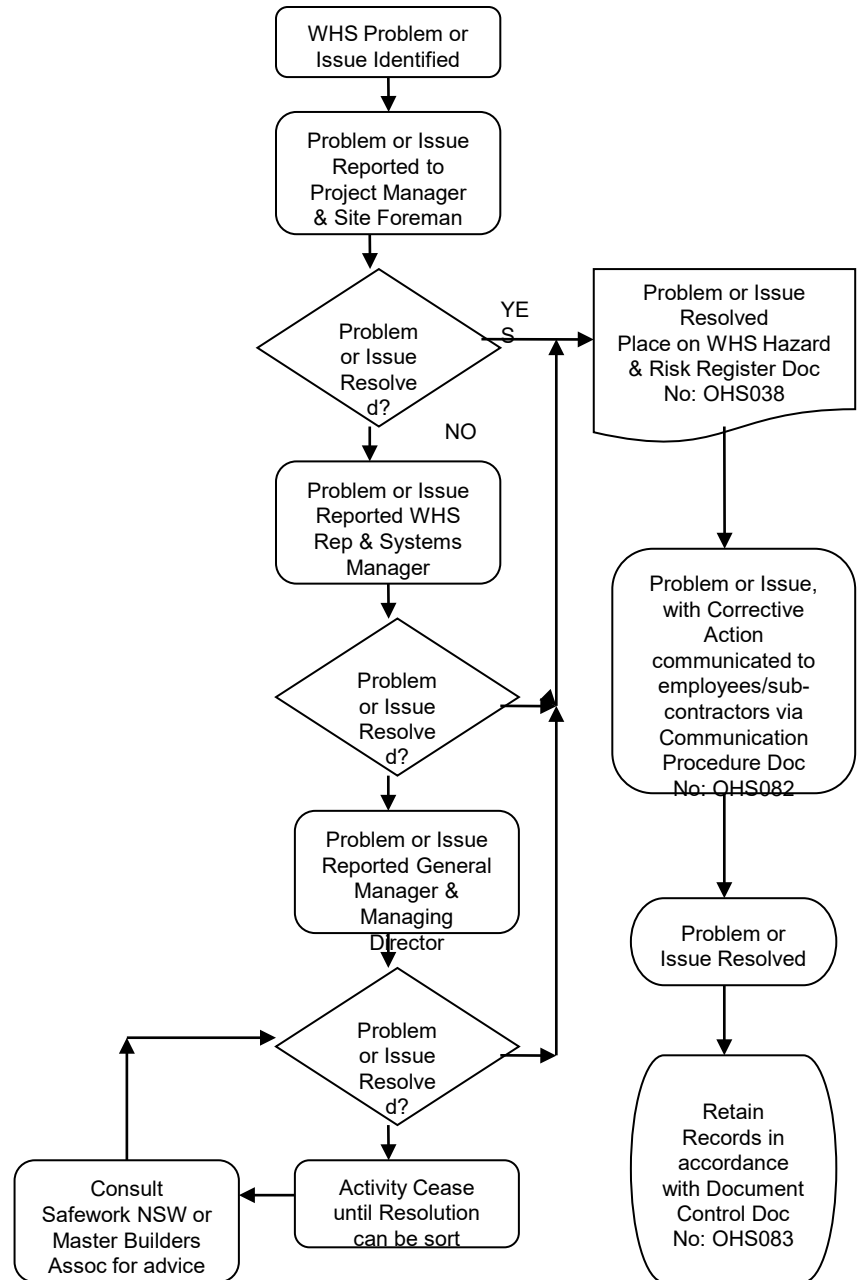 WHS Problem or
Issue Identified
Problem or Issue
Reported to
Project Manager
& Site Foreman
Problem
or Issue
Resolve
d?
YE
S
NO
Problem or Issue
Resolved
Place on WHS Hazard
& Risk Register Doc
No: OHS038
Problem or Issue
Reported WHS
Rep & Systems
Manager
Problem or Issue,
with Corrective
Action
communicated to
employees/sub-
contractors via
Communication
Procedure Doc
No: OHS082
Problem
or Issue
Resolve
d?
Problem or Issue
Reported General
Manager &
Managing
Director
Problem or
Issue Resolved
Problem
or Issue
Resolve
d?
Retain
Records in
accordance
with Document
Control Doc
No: OHS083
Activity Cease
until Resolution
can be sort
Consult
Safework NSW or
Master Builders
Assoc for advice